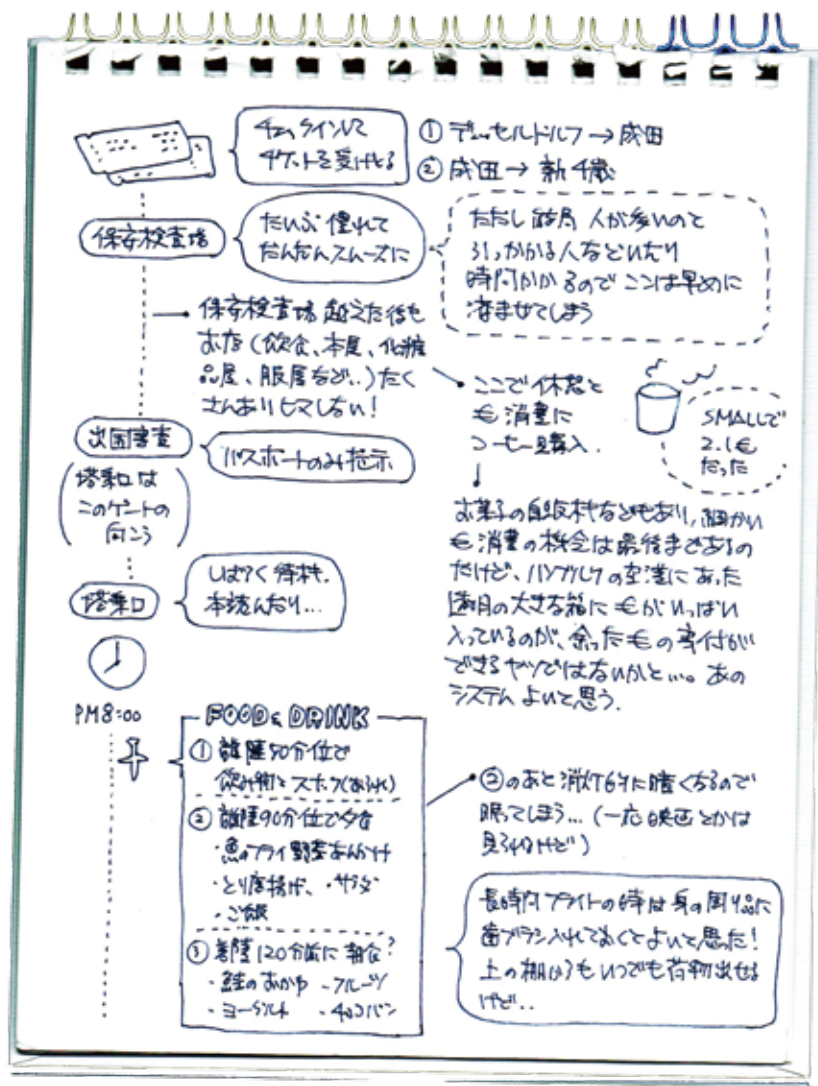 チェックインして
チケットを受けとる
① デュッセルドルフ → 成田
② 成田 → 新千歳
保安検査場
だいぶ 慣れて
だんだんスムーズに
ただし 結局 人が多いので
引っかかる人などいたり
時間かかるので ここは早めに
済ませてしまう
保安検査場 越えた後も
お店 (飲食、本屋、化粧
品屋、服屋など..) たく
さんあり ヒマしない!
ここで 休憩と
€ 消費に
コーヒー購入.
SMALLで
2.1€
だった
出国審査
パスポートのみ提示
(塔乗口は
このゲートの
向こう)
お菓子の自販機などもあり, 細かい
€ 消費の機会は最後まであるの
だけど、ハンブルクの空港にあった
透明の大きな箱に €がいっぱい
入っているのが、余った€の寄付が
できるヤツではないかと…。あの
システム よいと思う.
塔乗口
しばらく 待機.
本読んだり...
PM8:00
FOOD & DRINK
① 離陸50分位で
飲み物と スナック(あられ)
② 離陸90分位で夕食
・魚のフライ 野菜あんかけ
・とり唐揚げ、・サラダ
・ご飯
③ 着陸120分前に 朝食?
・鮭のおかゆ ・フルーツ
・ヨーグルト ・チョコパン
②のあと 消灯的に暗くなるので
眠ってしまう... (一応 映画とかは
見るけど)
長時間フライトの時は 身の周り品に
歯ブラシ入れておくとよいと思った!
上の棚からもいつでも荷物出せる
けど..